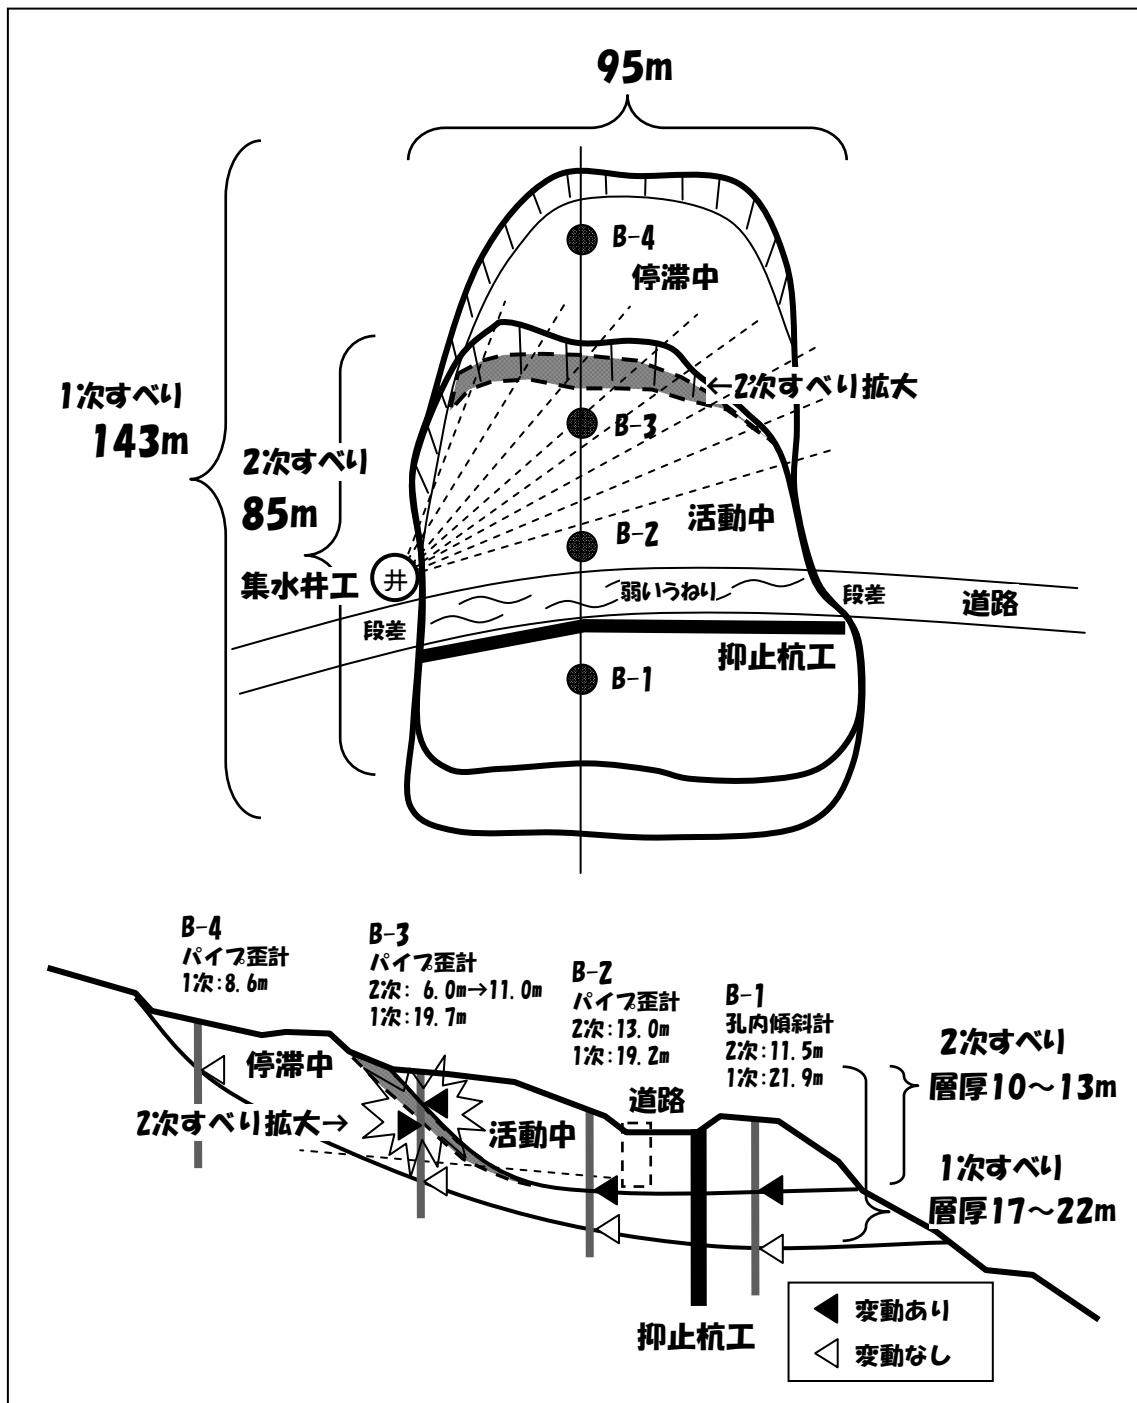 95m
B-4
停滞中
1次すべり
143m
←2次すべり拡大
B-3
2次すべり
85m
活動中
B-2
集水井工
井
弱いうねり
段差
道路
段差
抑止杭工
B-1
B-4
パイプ歪計
1次:8.6m
B-3
パイプ歪計
2次: 6.0m→11.0m
1次:19.7m
B-2
パイプ歪計
2次:13.0m
1次:19.2m
B-1
孔内傾斜計
2次:11.5m
1次:21.9m
2次すべり
層厚10～13m
停滞中
道路
2次すべり拡大→
活動中
1次すべり
層厚17～22m
抑止杭工
変動あり
変動なし